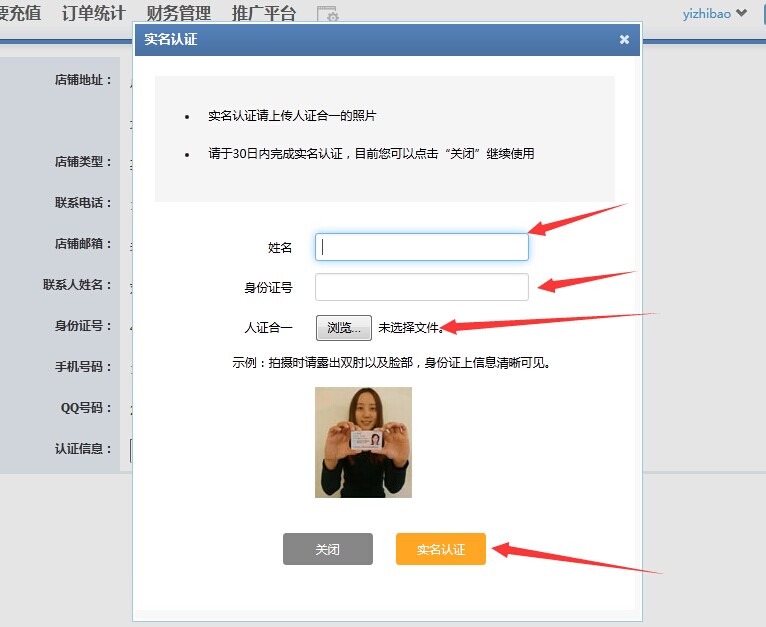 要充值 订单统计 财务管理 推广平台 yizhibao
实名认证
店铺地址：
实名认证请上传人证合一的照片
请于30日内完成实名认证，目前您可以点击“关闭”继续使用
店铺类型：
联系电话：
店铺邮箱：
姓名
联系人姓名：
身份证号
身份证号：
人证合一 浏览... 未选择文件。
手机号码：
示例：拍摄时请露出双肘以及脸部，身份证上信息清晰可见。
QQ号码：
认证信息：
关闭 实名认证